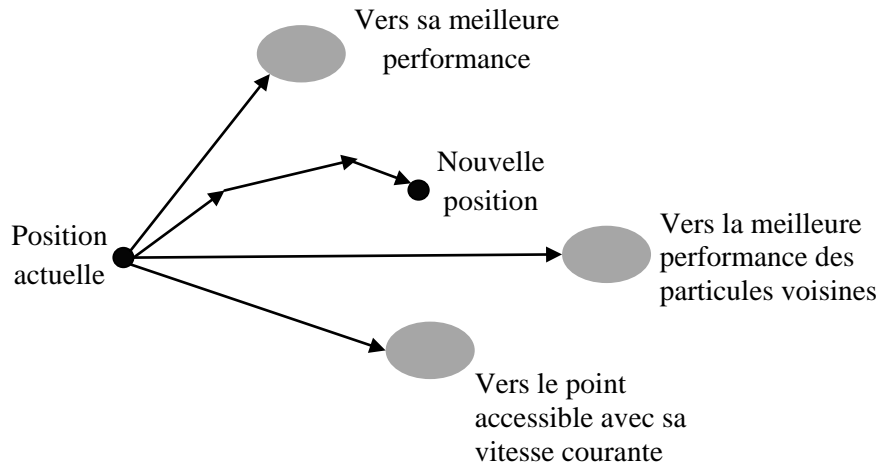 Vers sa meilleure
performance
Nouvelle
position
Position
actuelle
Vers la meilleure
performance des
particules voisines
Vers le point
accessible avec sa
vitesse courante